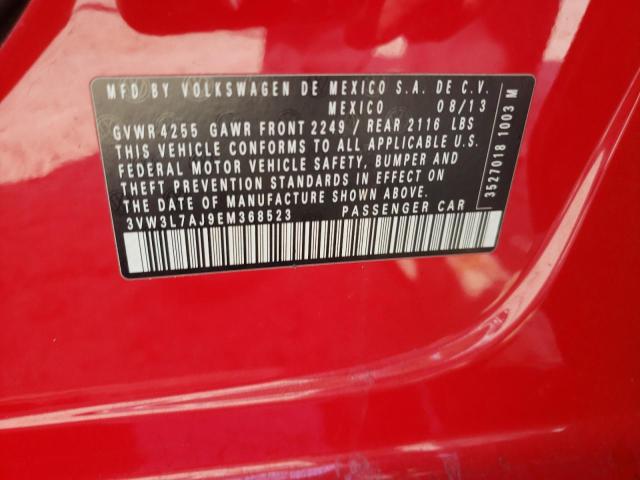 MFD BY VOLKSWAGEN DE MEXICO S.A. DE C.V.
MEXICO 08/13
GVWR 4255 GAWR FRONT 2249 / REAR 2116 LBS
THIS VEHICLE CONFORMS TO ALL APPLICABLE U.S.
FEDERAL MOTOR VEHICLE SAFETY, BUMPER AND
THEFT PREVENTION STANDARDS IN EFFECT ON
THE DATE OF MANUFACTURE SHOWN ABOVE.
3VW3L7AJ9EM368523 PASSENGER CAR
3527018 1003 M